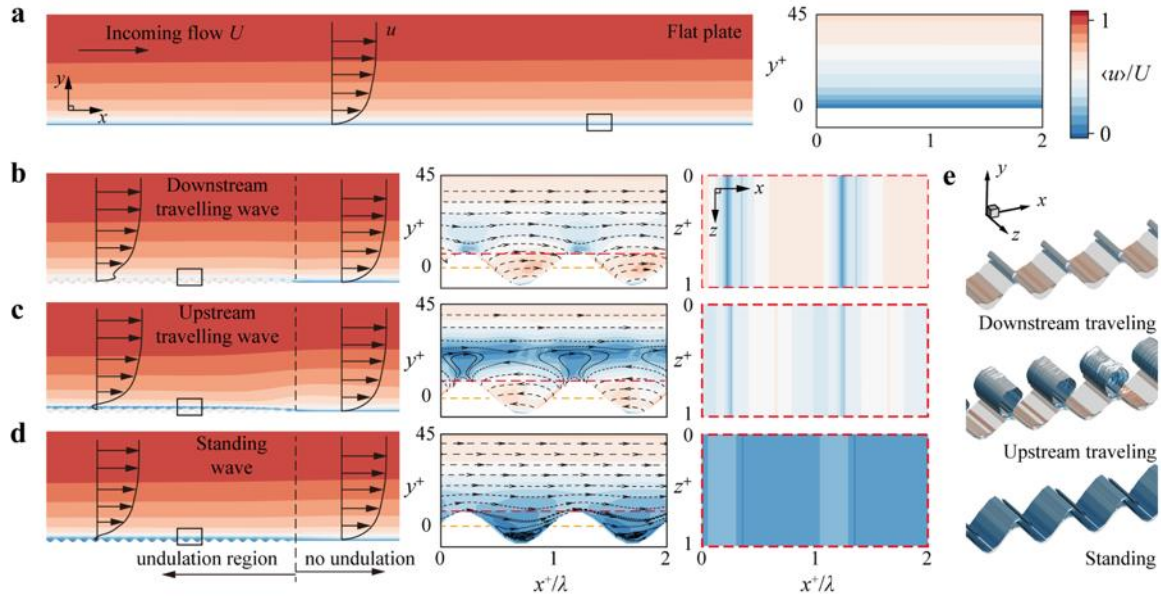 a
Incoming flow U
u
Flat plate
y
x
45
y⁺
0
0
1
2
1
⟨u⟩/U
0
b
Downstream
travelling wave
45
y⁺
0
0
x
z
z⁺
1
e
y
x
z
Downstream traveling
c
Upstream
travelling wave
45
y⁺
0
0
z⁺
1
Upstream traveling
d
Standing
wave
45
y⁺
0
0
z⁺
1
Standing
undulation region
no undulation
0
1
2
x⁺/λ
0
1
2
x⁺/λ